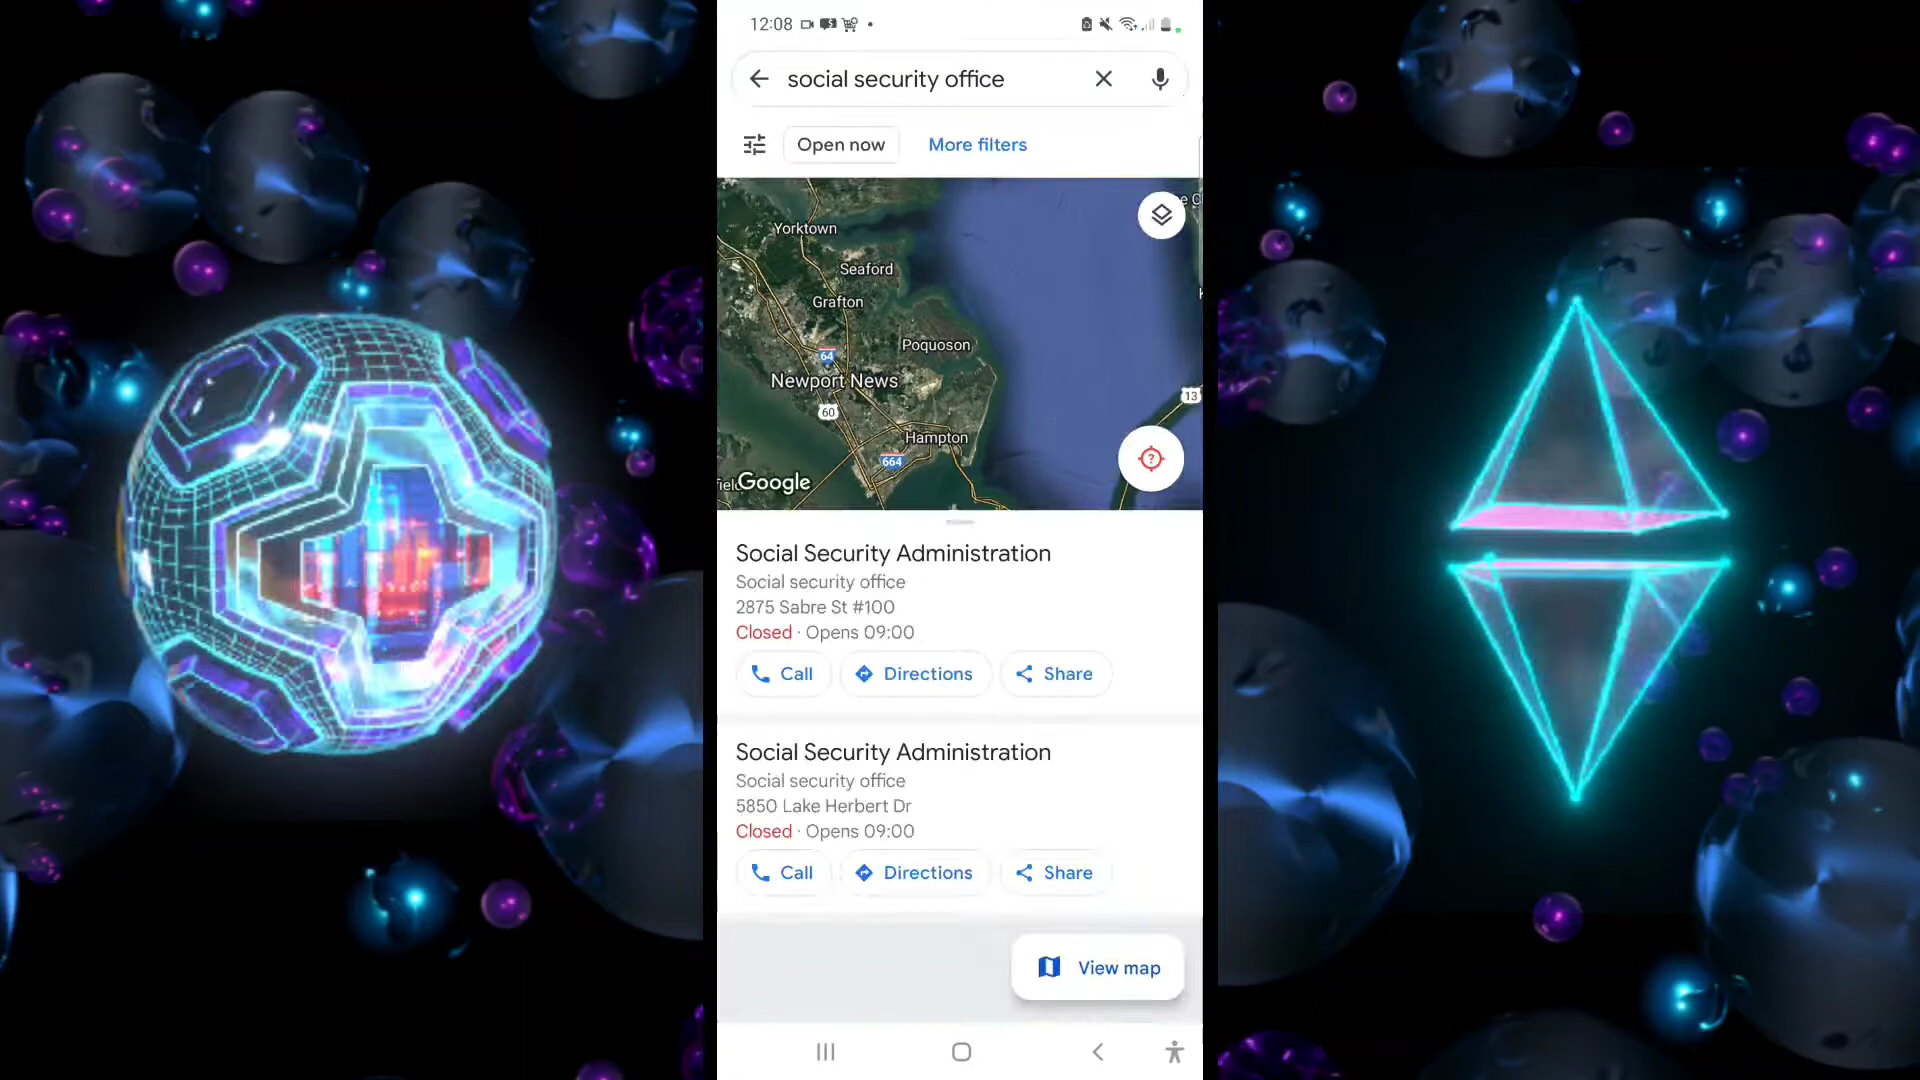 12:08
social security office
Open now
More filters
Yorktown
Seaford
Grafton
Poquoson
64
Newport News
60
13
Hampton
664
Google
Social Security Administration
Social security office
2875 Sabre St #100
Closed · Opens 09:00
Call
Directions
Share
Social Security Administration
Social security office
5850 Lake Herbert Dr
Closed · Opens 09:00
Call
Directions
Share
View map